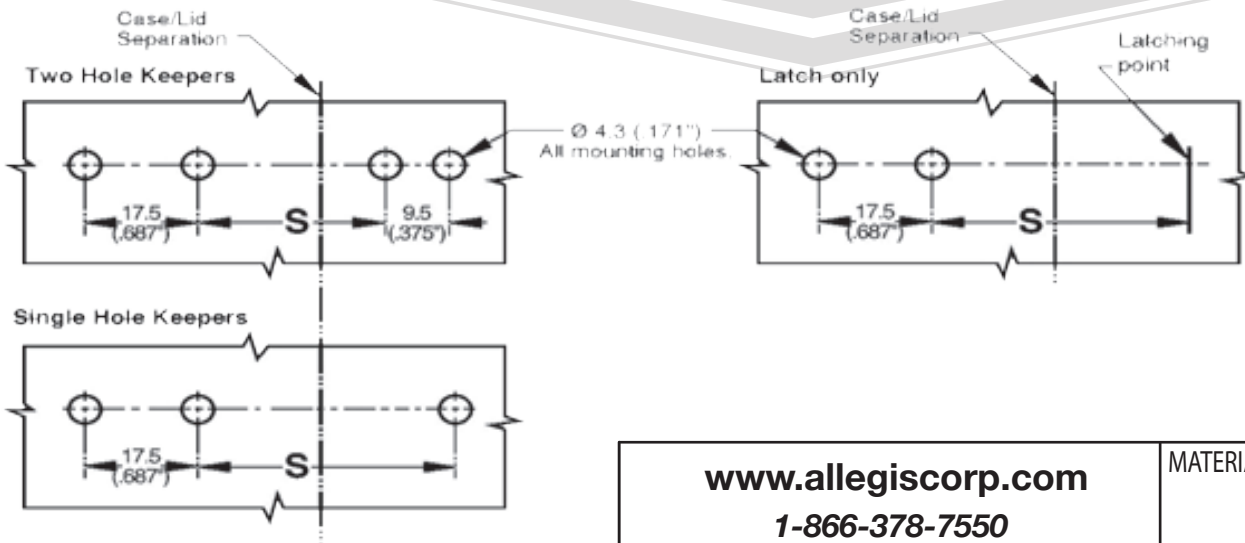 Case/Lid
Separation
Two Hole Keepers
17.5
(.687")
S
9.5
(.375")
Ø 4.3 (.171")
All mounting holes.
Case/Lid
Separation
Latching
point
Latch only
17.5
(.687")
S
Single Hole Keepers
17.5
(.687")
S
www.allegiscorp.com
1-866-378-7550